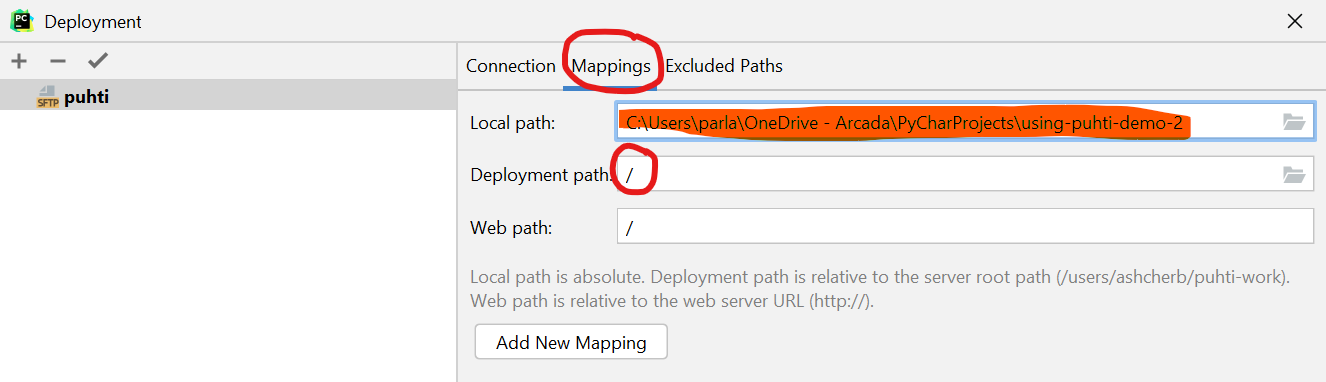 PC Deployment
SFTP puhti
Connection Mappings Excluded Paths
Local path: C:\Users\parla\OneDrive - Arcada\PyCharProjects\using-puhti-demo-2
Deployment path: /
Web path: /
Local path is absolute. Deployment path is relative to the server root path (/users/ashcherb/puhti-work).
Web path is relative to the web server URL (http://).
Add New Mapping